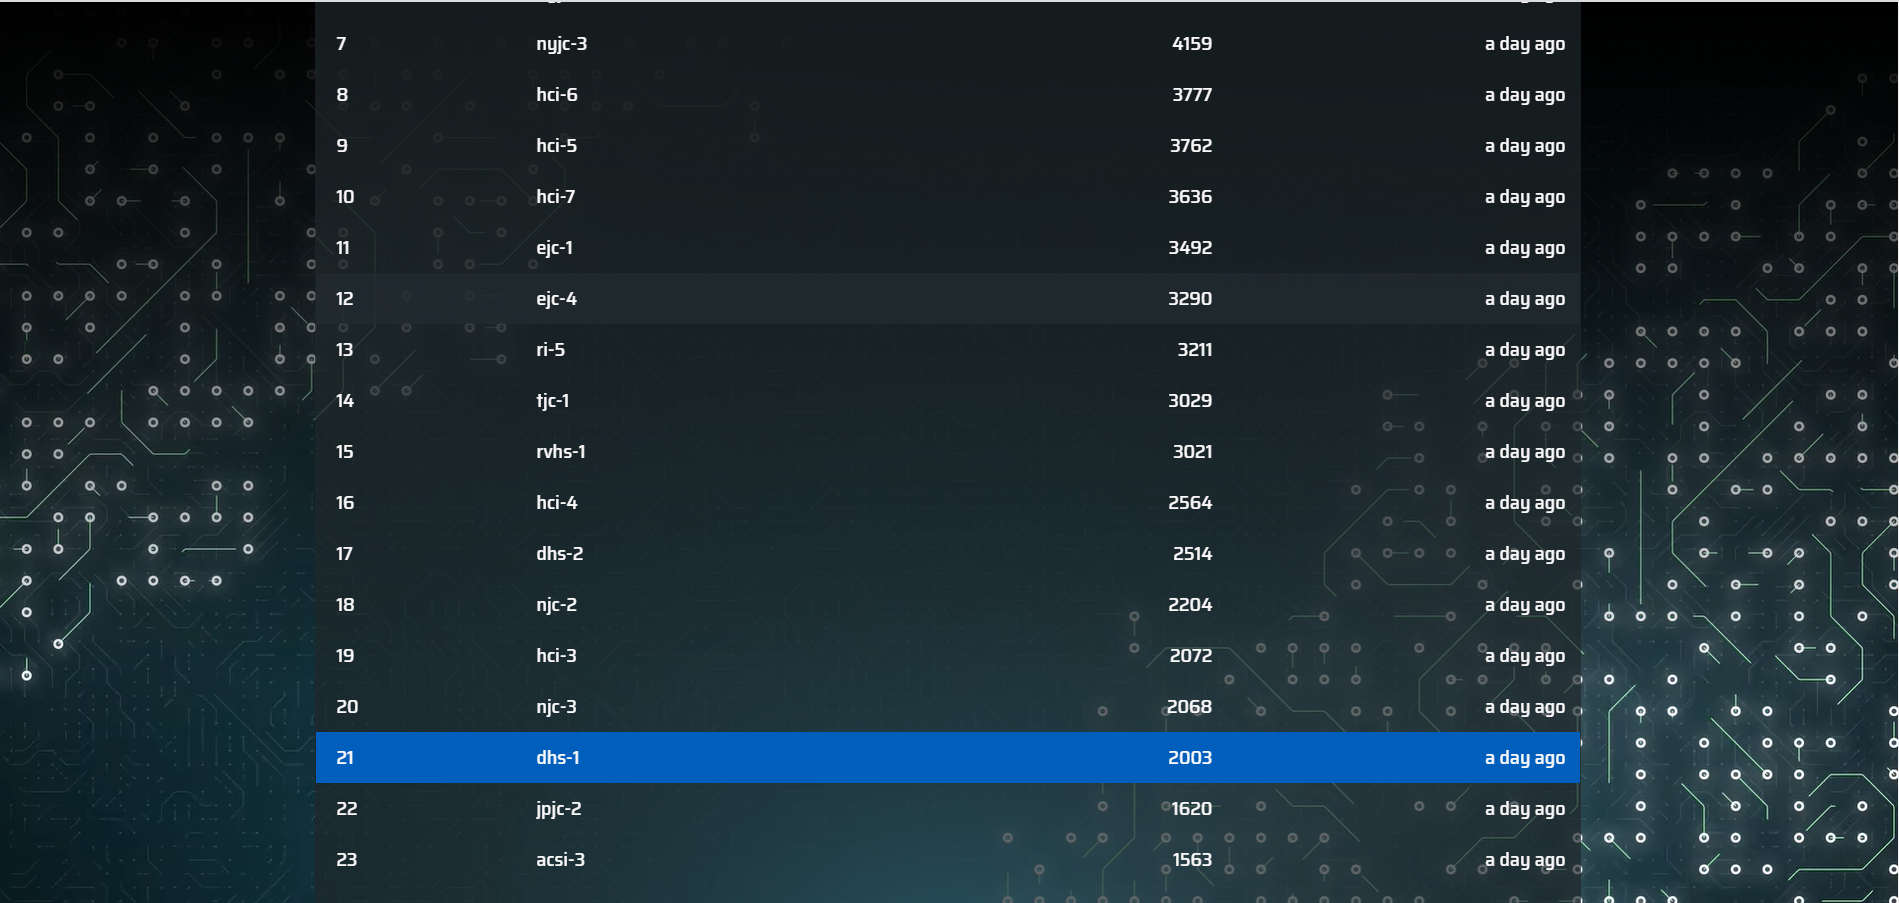 7 nyjc-3 4159 a day ago
8 hci-6 3777 a day ago
9 hci-5 3762 a day ago
10 hci-7 3636 a day ago
11 ejc-1 3492 a day ago
12 ejc-4 3290 a day ago
13 ri-5 3211 a day ago
14 tjc-1 3029 a day ago
15 rvhs-1 3021 a day ago
16 hci-4 2564 a day ago
17 dhs-2 2514 a day ago
18 njc-2 2204 a day ago
19 hci-3 2072 a day ago
20 njc-3 2068 a day ago
21 dhs-1 2003 a day ago
22 jpjc-2 1620 a day ago
23 acsi-3 1563 a day ago